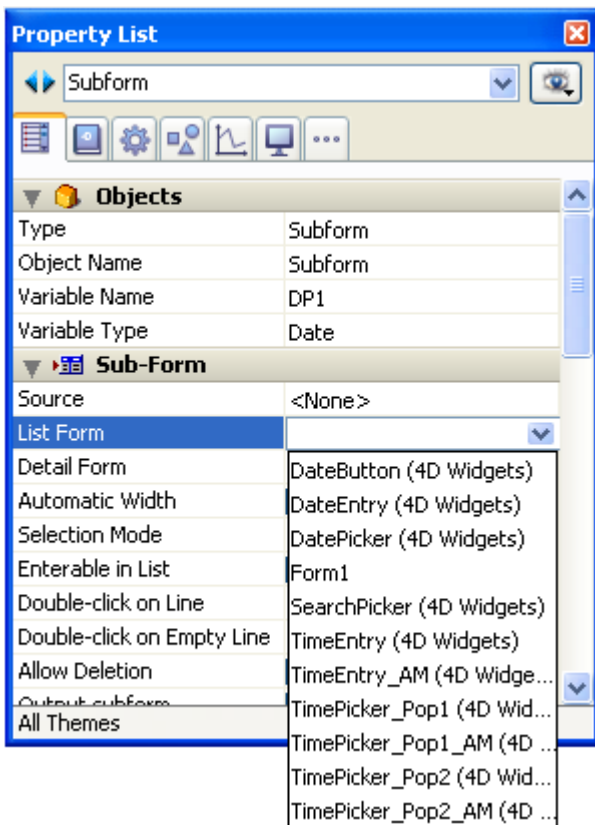 Property List
Subform
Objects
Type Subform
Object Name Subform
Variable Name DP1
Variable Type Date
Sub-Form
Source <None>
List Form
Detail Form DateButton (4D Widgets)
Automatic Width DateEntry (4D Widgets)
Selection Mode DatePicker (4D Widgets)
Enterable in List Form1
Double-click on Line SearchPicker (4D Widgets)
Double-click on Empty Line TimeEntry (4D Widgets)
Allow Deletion TimeEntry_AM (4D Widge...
Output subform TimePicker_Pop1 (4D Wid...
All Themes
TimePicker_Pop1_AM (4D ...
TimePicker_Pop2 (4D Wid...
TimePicker_Pop2_AM (4D ...